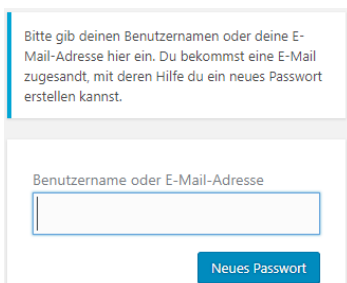 Bitte gib deinen Benutzernamen oder deine E-
Mail-Adresse hier ein. Du bekommst eine E-Mail
zugesandt, mit deren Hilfe du ein neues Passwort
erstellen kannst.
Benutzername oder E-Mail-Adresse
Neues Passwort